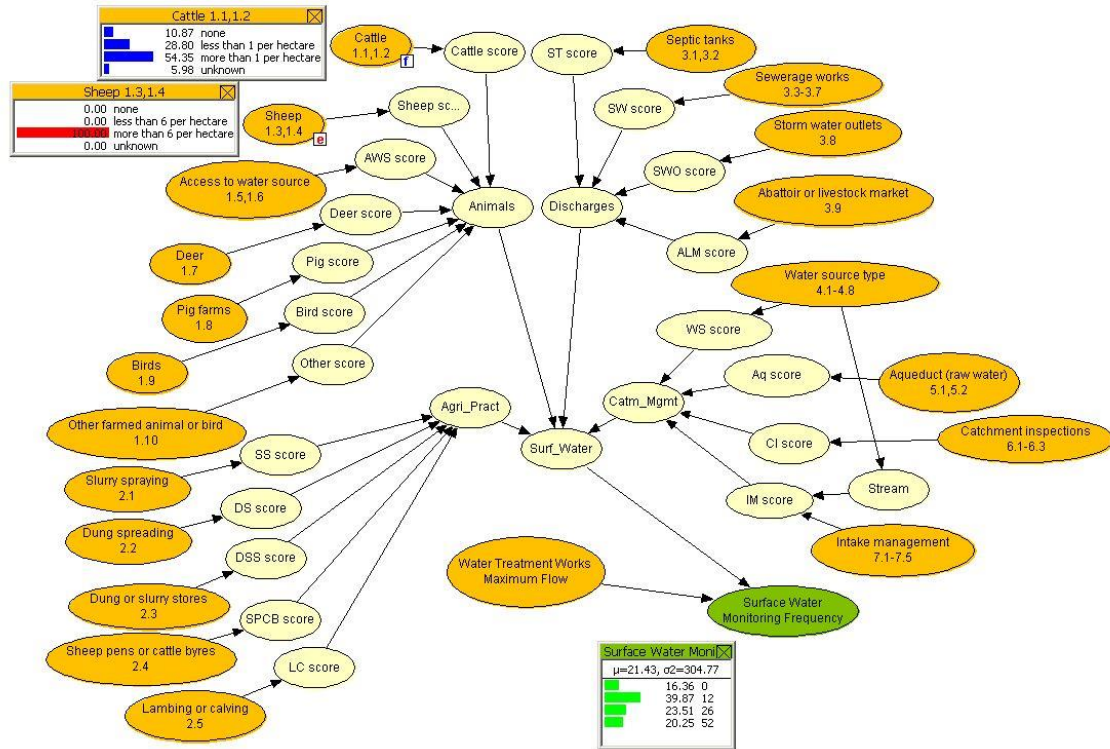 Cattle 1.1,1.2
10.87 none
28.80 less than 1 per hectare
54.35 more than 1 per hectare
5.98 unknown
Sheep 1.3,1.4
0.00 none
0.00 less than 6 per hectare
100.00 more than 6 per hectare
0.00 unknown
Cattle
1.1,1.2
f
Cattle score
ST score
Septic tanks
3.1,3.2
Sheep
1.3,1.4
e
Sheep sc...
SW score
Sewerage works
3.3-3.7
Storm water outlets
3.8
AWS score
SWO score
Access to water source
1.5,1.6
Animals
Discharges
Abattoir or livestock market
3.9
Deer score
ALM score
Deer
1.7
Pig score
Water source type
4.1-4.8
Pig farms
1.8
Bird score
WS score
Birds
1.9
Other score
Aq score
Aqueduct (raw water)
5.1,5.2
Other farmed animal or bird
1.10
Agri_Pract
Catm_Mgmt
Surf_Water
CI score
Catchment inspections
6.1-6.3
Slurry spraying
2.1
SS score
Stream
IM score
Dung spreading
2.2
DS score
Intake management
7.1-7.5
DSS score
Dung or slurry stores
2.3
Water Treatment Works
Maximum Flow
Surface Water
Monitoring Frequency
SPCB score
Sheep pens or cattle byres
2.4
LC score
Lambing or calving
2.5
Surface Water Moni
μ=21.43, σ2=304.77
16.36 0
39.87 12
23.51 26
20.25 52